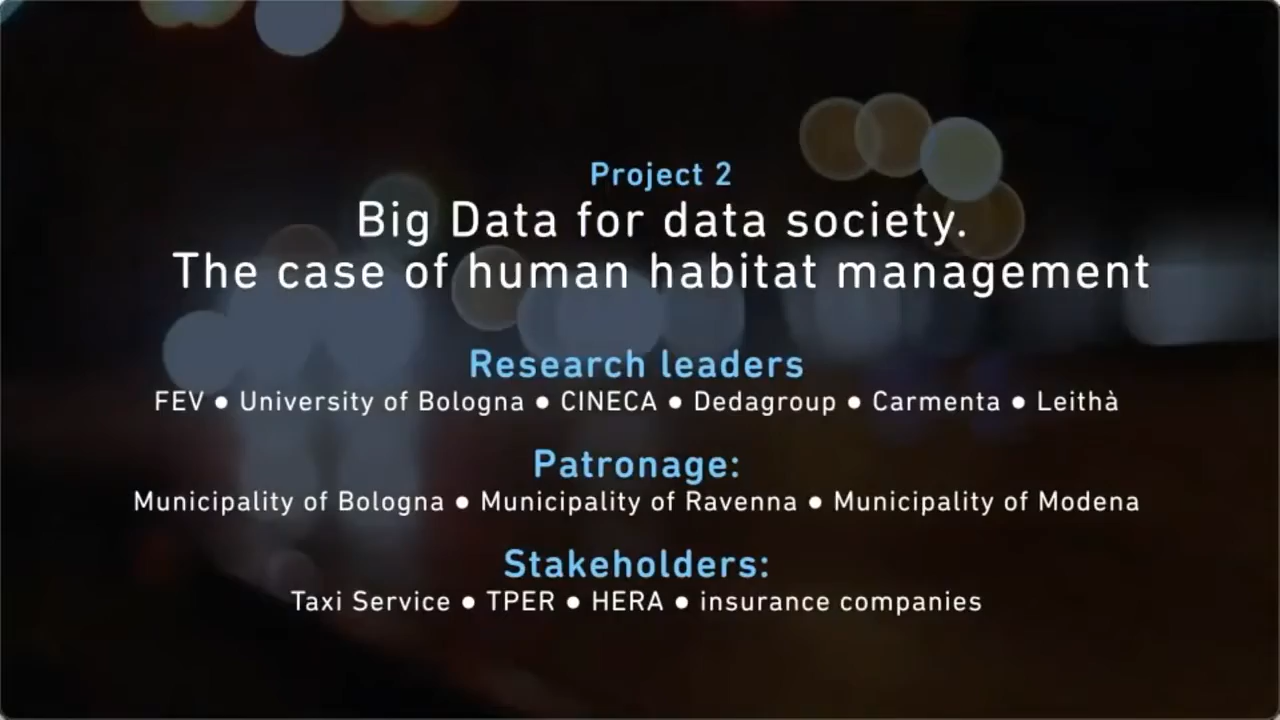 Project 2
Big Data for data society.
The case of human habitat management
Research leaders
FEV ● University of Bologna ● CINECA ● Dedagroup ● Carmenta ● Leithà
Patronage:
Municipality of Bologna ● Municipality of Ravenna ● Municipality of Modena
Stakeholders:
Taxi Service ● TPER ● HERA ● insurance companies